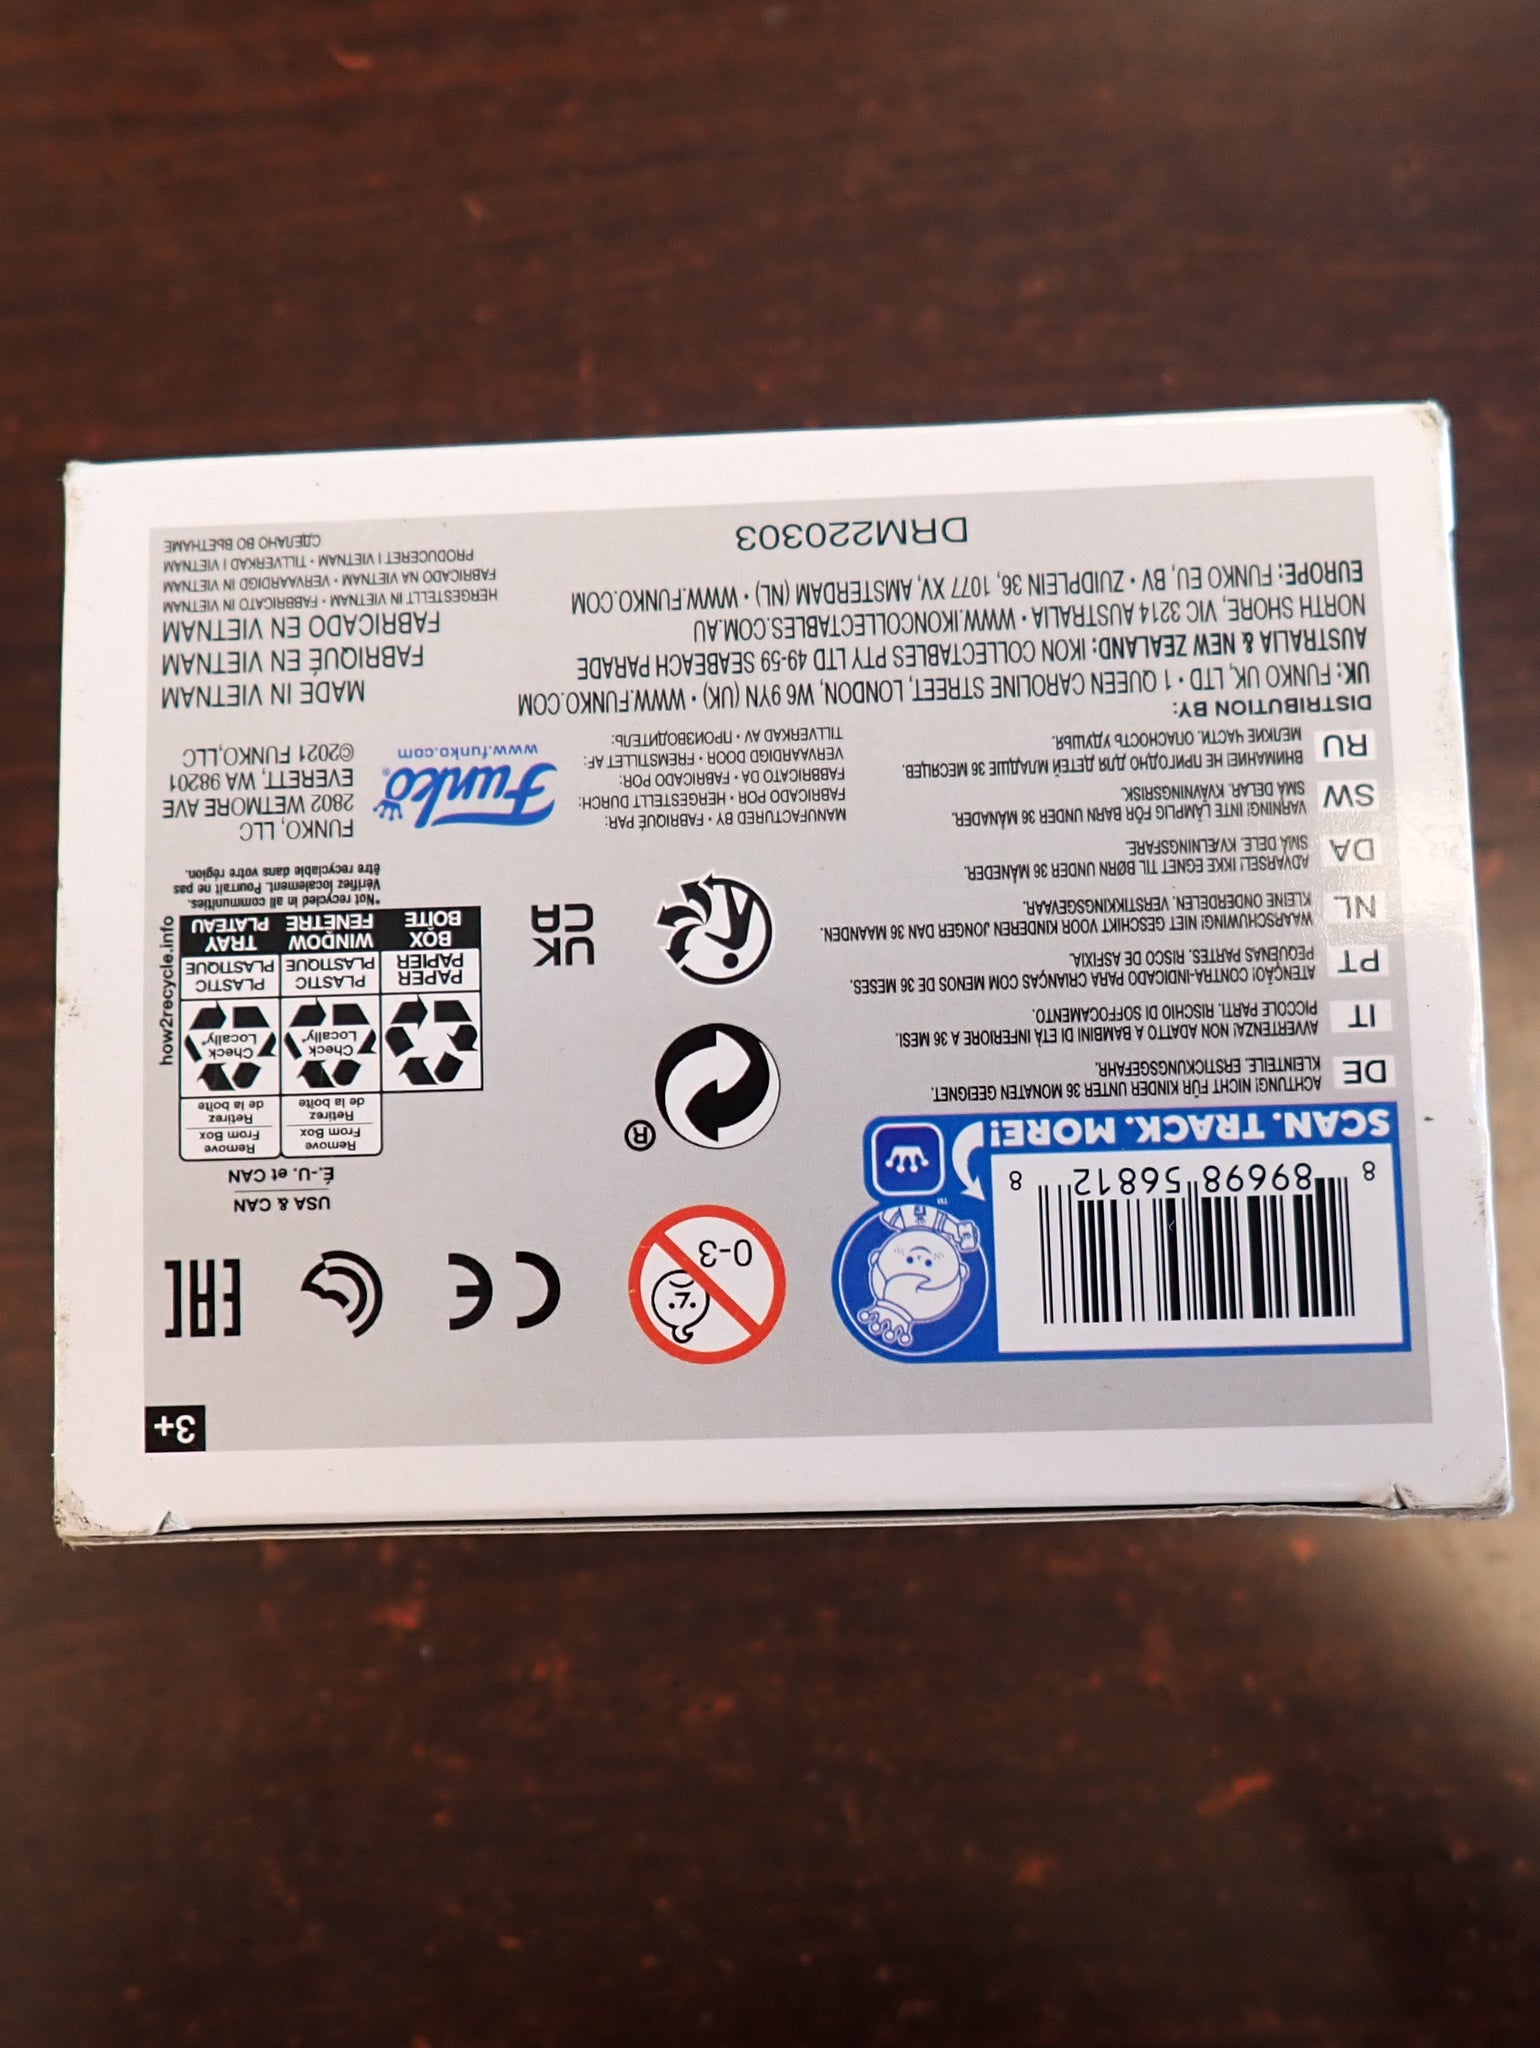 3+
8 89698 56812 8
SCAN. TRACK. MORE!
™
0-3
CE
EAC
USA & CAN
É.-U. et CAN
Remove
From Box
Retirez
de la boîte
Remove
From Box
Retirez
de la boîte
Check
Locally*
Check
Locally*
PAPER
PAPIER
PLASTIC
PLASTIQUE
PLASTIC
PLASTIQUE
BOX
BOÎTE
WINDOW
FENÊTRE
TRAY
PLATEAU
how2recycle.info
*Not recycled in all communities.
Vérifiez localement. Pourrait ne pas
être recyclable dans votre région.
®
UK
CA
DE
ACHTUNG! NICHT FÜR KINDER UNTER 36 MONATEN GEEIGNET.
KLEINTEILE. ERSTICKUNGSGEFAHR.
IT
AVVERTENZA! NON ADATTO A BAMBINI DI ETÀ INFERIORE A 36 MESI.
PICCOLE PARTI. RISCHIO DI SOFFOCAMENTO.
PT
ATENÇÃO! CONTRA-INDICADO PARA CRIANÇAS COM MENOS DE 36 MESES.
PEQUENAS PARTES. RISCO DE ASFIXIA.
NL
WAARSCHUWING! NIET GESCHIKT VOOR KINDEREN JONGER DAN 36 MAANDEN.
KLEINE ONDERDELEN. VERSTIKKINGSGEVAAR.
DA
ADVARSEL! IKKE EGNET TIL BØRN UNDER 36 MÅNEDER.
SMÅ DELE. KVÆLNINGSFARE.
SW
VARNING! INTE LÄMPLIG FÖR BARN UNDER 36 MÅNADER.
SMÅ DELAR. KVÄVNINGSRISK.
RU
ВНИМАНИЕ! НЕ ПРИГОДНО ДЛЯ ДЕТЕЙ МЛАДШЕ 36 МЕСЯЦЕВ.
МЕЛКИЕ ЧАСТИ. ОПАСНОСТЬ УДУШЬЯ.
MANUFACTURED BY • FABRIQUÉ PAR:
FABRICADO POR • HERGESTELLT DURCH:
FABBRICATO DA • FABRICADO POR:
VERVAARDIGD DOOR • FREMSTILLET AF:
TILLVERKAD AV • ПРОИЗВОДИТЕЛЬ:
Funko®
www.funko.com
FUNKO, LLC
2802 WETMORE AVE
EVERETT, WA 98201
©2021 FUNKO,LLC
DISTRIBUTION BY:
UK: FUNKO UK, LTD • 1 QUEEN CAROLINE STREET, LONDON, W6 9YN (UK) • WWW.FUNKO.COM
AUSTRALIA & NEW ZEALAND: IKON COLLECTABLES PTY LTD 49-59 SEABEACH PARADE
NORTH SHORE, VIC 3214 AUSTRALIA • WWW.IKONCOLLECTABLES.COM.AU
EUROPE: FUNKO EU, BV • ZUIDPLEIN 36, 1077 XV, AMSTERDAM (NL) • WWW.FUNKO.COM
DRM220303
MADE IN VIETNAM
FABRIQUÉ EN VIETNAM
FABRICADO EN VIETNAM
HERGESTELLT IN VIETNAM • FABBRICATO IN VIETNAM
FABRICADO NA VIETNAM • VERVAARDIGD IN VIETNAM
PRODUCERET I VIETNAM • TILLVERKAD I VIETNAM
СДЕЛАНО ВО ВЬЕТНАМЕ